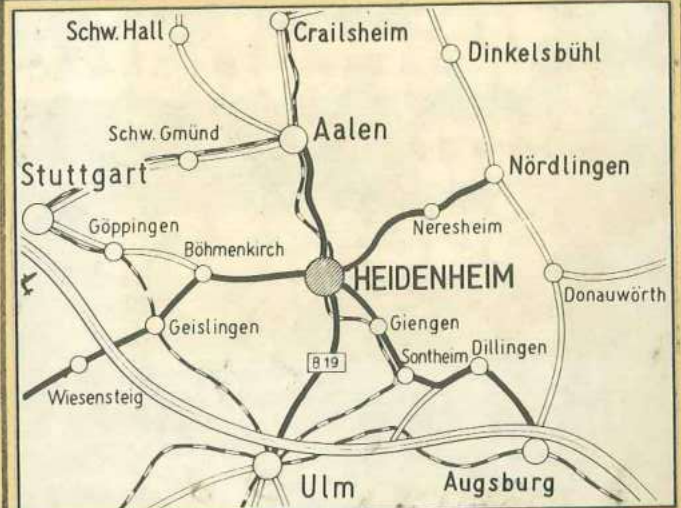 Schw. Hall
Crailsheim
Dinkelsbühl
Schw. Gmünd
Aalen
Stuttgart
Nördlingen
Göppingen
Neresheim
Böhmenkirch
HEIDENHEIM
Donauwörth
Geislingen
Giengen
B 19
Sontheim
Dillingen
Wiesensteig
Ulm
Augsburg